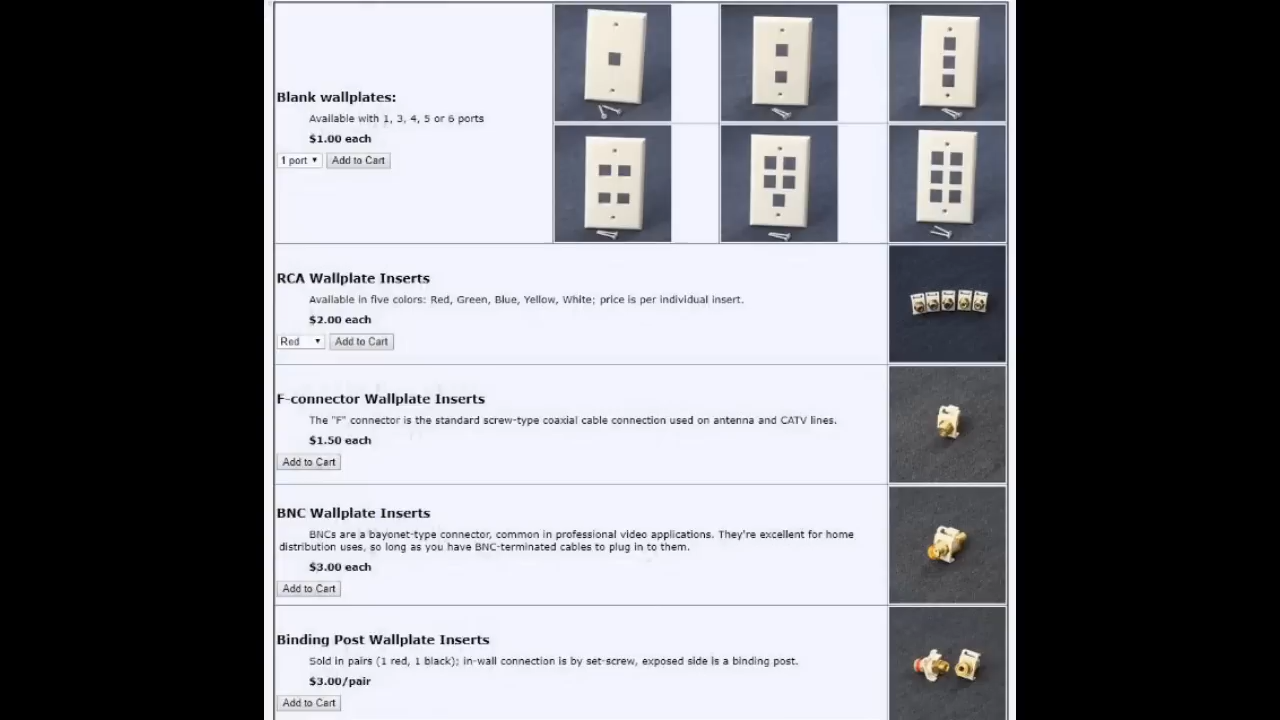 Blank wallplates:
Available with 1, 3, 4, 5 or 6 ports
$1.00 each
1 port Add to Cart
RCA Wallplate Inserts
Available in five colors: Red, Green, Blue, Yellow, White; price is per individual insert.
$2.00 each
Red Add to Cart
F-connector Wallplate Inserts
The "F" connector is the standard screw-type coaxial cable connection used on antenna and CATV lines.
$1.50 each
Add to Cart
BNC Wallplate Inserts
BNCs are a bayonet-type connector, common in professional video applications. They're excellent for home
distribution uses, so long as you have BNC-terminated cables to plug in to them.
$3.00 each
Add to Cart
Binding Post Wallplate Inserts
Sold in pairs (1 red, 1 black); in-wall connection is by set-screw, exposed side is a binding post.
$3.00/pair
Add to Cart